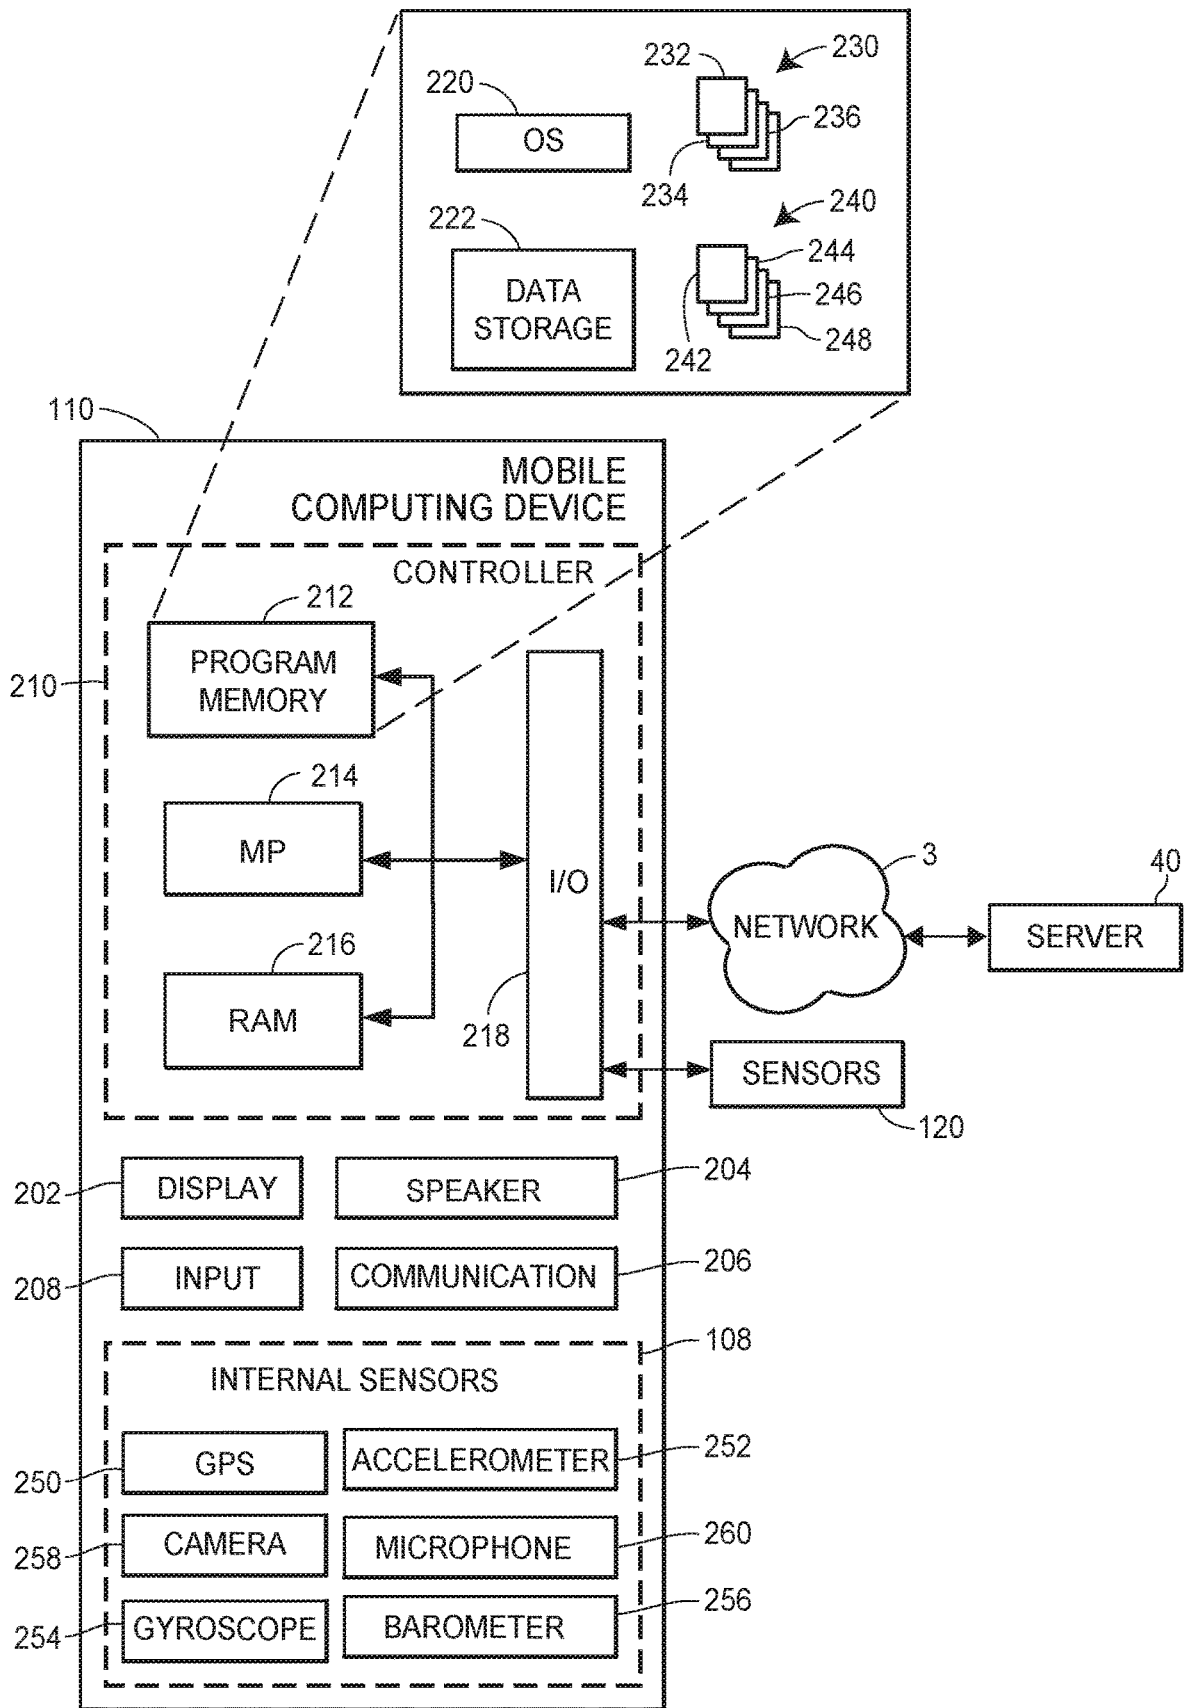 232
230
220
OS
236
234
240
222
244
DATA
STORAGE
246
242
248
110
MOBILE
COMPUTING DEVICE
CONTROLLER
212
PROGRAM
MEMORY
210
214
MP
I/O
3
NETWORK
40
SERVER
216
RAM
218
SENSORS
120
202
DISPLAY
SPEAKER
204
208
INPUT
COMMUNICATION
206
108
INTERNAL SENSORS
250
GPS
ACCELEROMETER
252
258
CAMERA
MICROPHONE
260
254
GYROSCOPE
BAROMETER
256